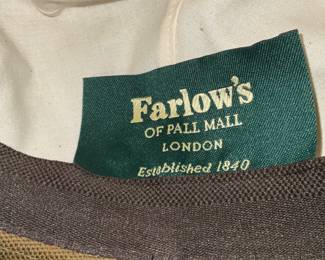 Farlow's
OF PALL MALL
LONDON
Established 1840